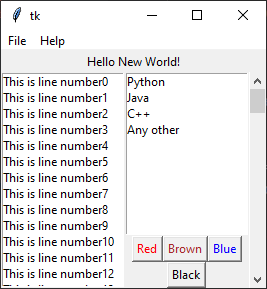 tk
File Help
Hello New World!
This is line number0
This is line number1
This is line number2
This is line number3
This is line number4
This is line number5
This is line number6
This is line number7
This is line number8
This is line number9
This is line number10
This is line number11
This is line number12
Python
Java
C++
Any other
Red Brown Blue
Black